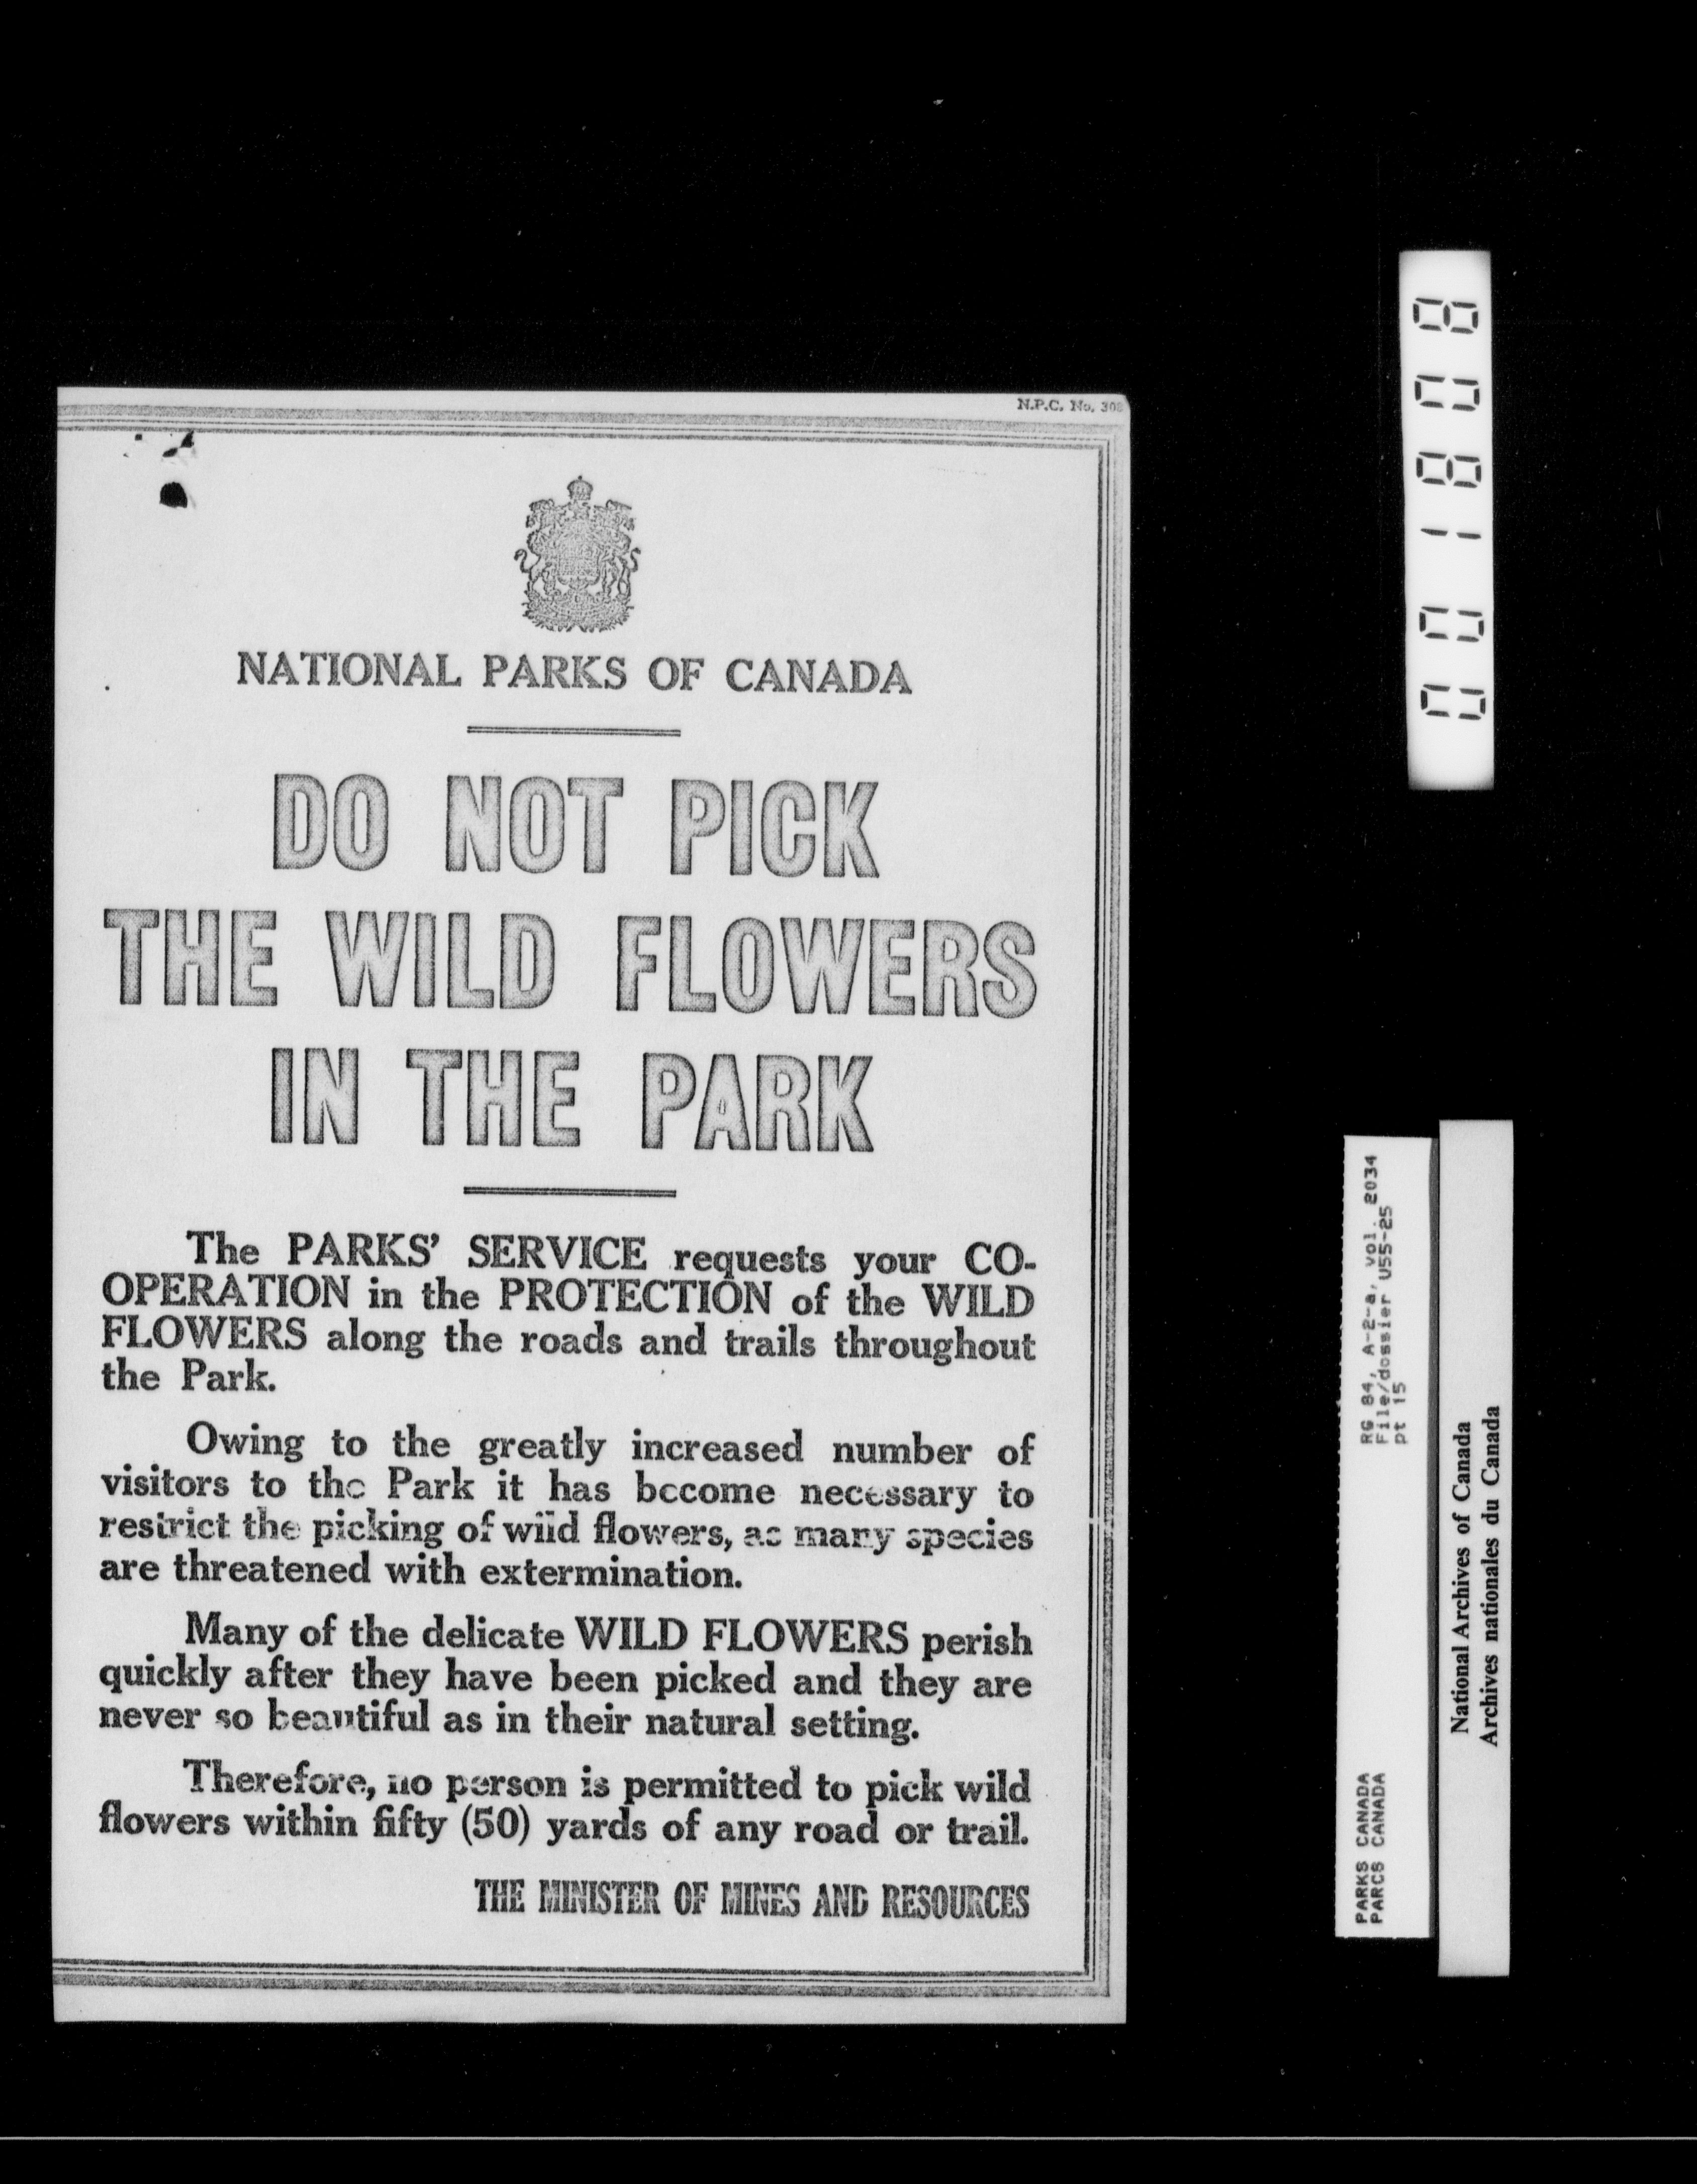 N.P.C. No. 308
NATIONAL PARKS OF CANADA
DO NOT PICK
THE WILD FLOWERS
IN THE PARK
The PARKS' SERVICE requests your CO-
OPERATION in the PROTECTION of the WILD
FLOWERS along the roads and trails throughout
the Park.
Owing to the greatly increased number of
visitors to the Park it has become necessary to
restrict the picking of wild flowers, as many species
are threatened with extermination.
Many of the delicate WILD FLOWERS perish
quickly after they have been picked and they are
never so beautiful as in their natural setting.
Therefore, no person is permitted to pick wild
flowers within fifty (50) yards of any road or trail.
THE MINISTER OF MINES AND RESOURCES
001808
PARKS CANADA
PARCS CANADA
RG 84, A-2-a, vol. 2034
File/dossier U55-25
pt 15
National Archives of Canada
Archives nationales du Canada